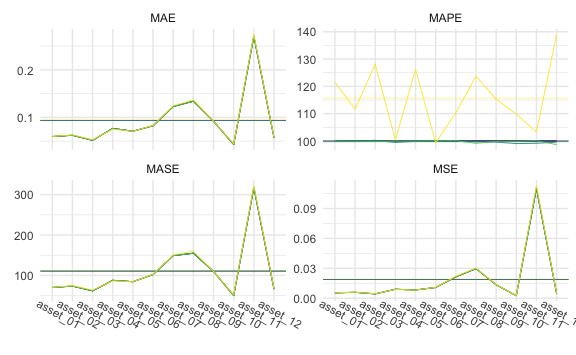 MAE
MAPE
0.2
0.1
140
130
120
110
100
MASE
MSE
300
200
100
0.09
0.06
0.03
0.00
asset_01
asset_02
asset_03
asset_04
asset_05
asset_06
asset_07
asset_08
asset_09
asset_10
asset_11
asset_12
asset_01
asset_02
asset_03
asset_04
asset_05
asset_06
asset_07
asset_08
asset_09
asset_10
asset_11
asset_1